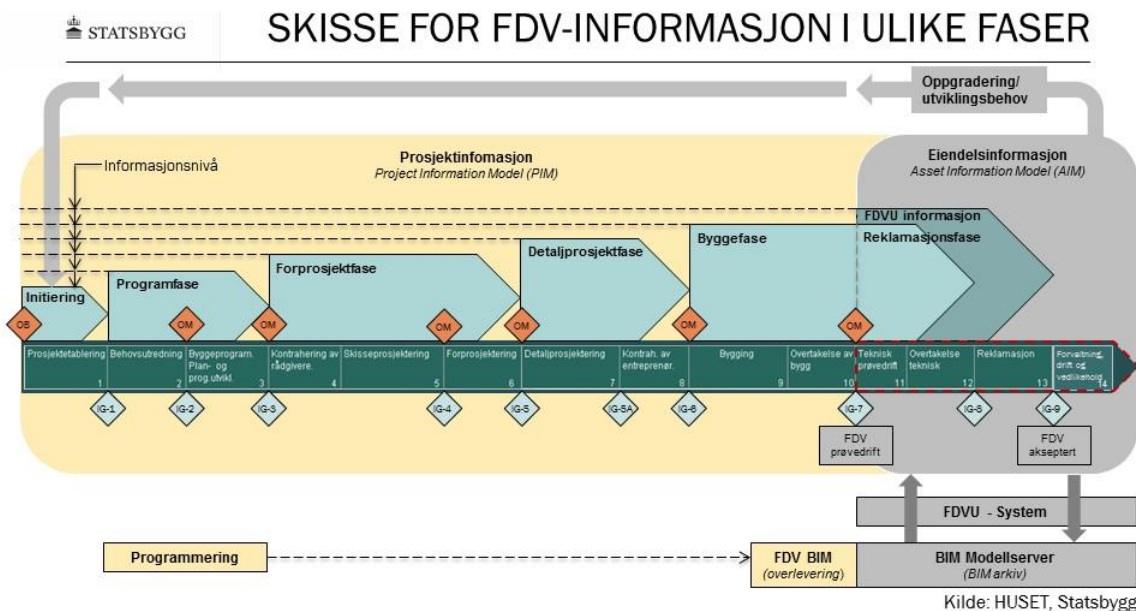 STATSBYGG
SKISSE FOR FDV-INFORMASJON I ULIKE FASER
Oppgradering/
utviklingsbehov
Informasjonsnivå
Prosjektinfomasjon
Project Information Model (PIM)
Eiendelsinformasjon
Asset Information Model (AIM)
FDVU informasjon
Byggefase
Reklamasjonsfase
Detaljprosjektfase
Forprosjektfase
Programfase
Initiering
OB
OM
OM
OM
OM
OM
OM
Prosjektetablering
1
Behovsutredning
2
Byggeprogram.
Plan- og
prog.utvikl.
3
Kontrahering av
rådgivere.
4
Skisseprosjektering
5
Forprosjektering
6
Detaljprosjektering
7
Kontrah. av
entreprenør.
8
Bygging
9
Overtakelse av
bygg
10
Teknisk
prøvedrift
11
Overtakelse
teknisk
12
Reklamasjon
13
Forvaltning,
drift og
vedlikehold
14
IG-1
IG-2
IG-3
IG-4
IG-5
IG-5A
IG-6
IG-7
IG-8
IG-9
FDV
prøvedrift
FDV
akseptert
FDVU - System
Programmering
FDV BIM
(overlevering)
BIM Modellserver
(BIM arkiv)
Kilde: HUSET, Statsbygg